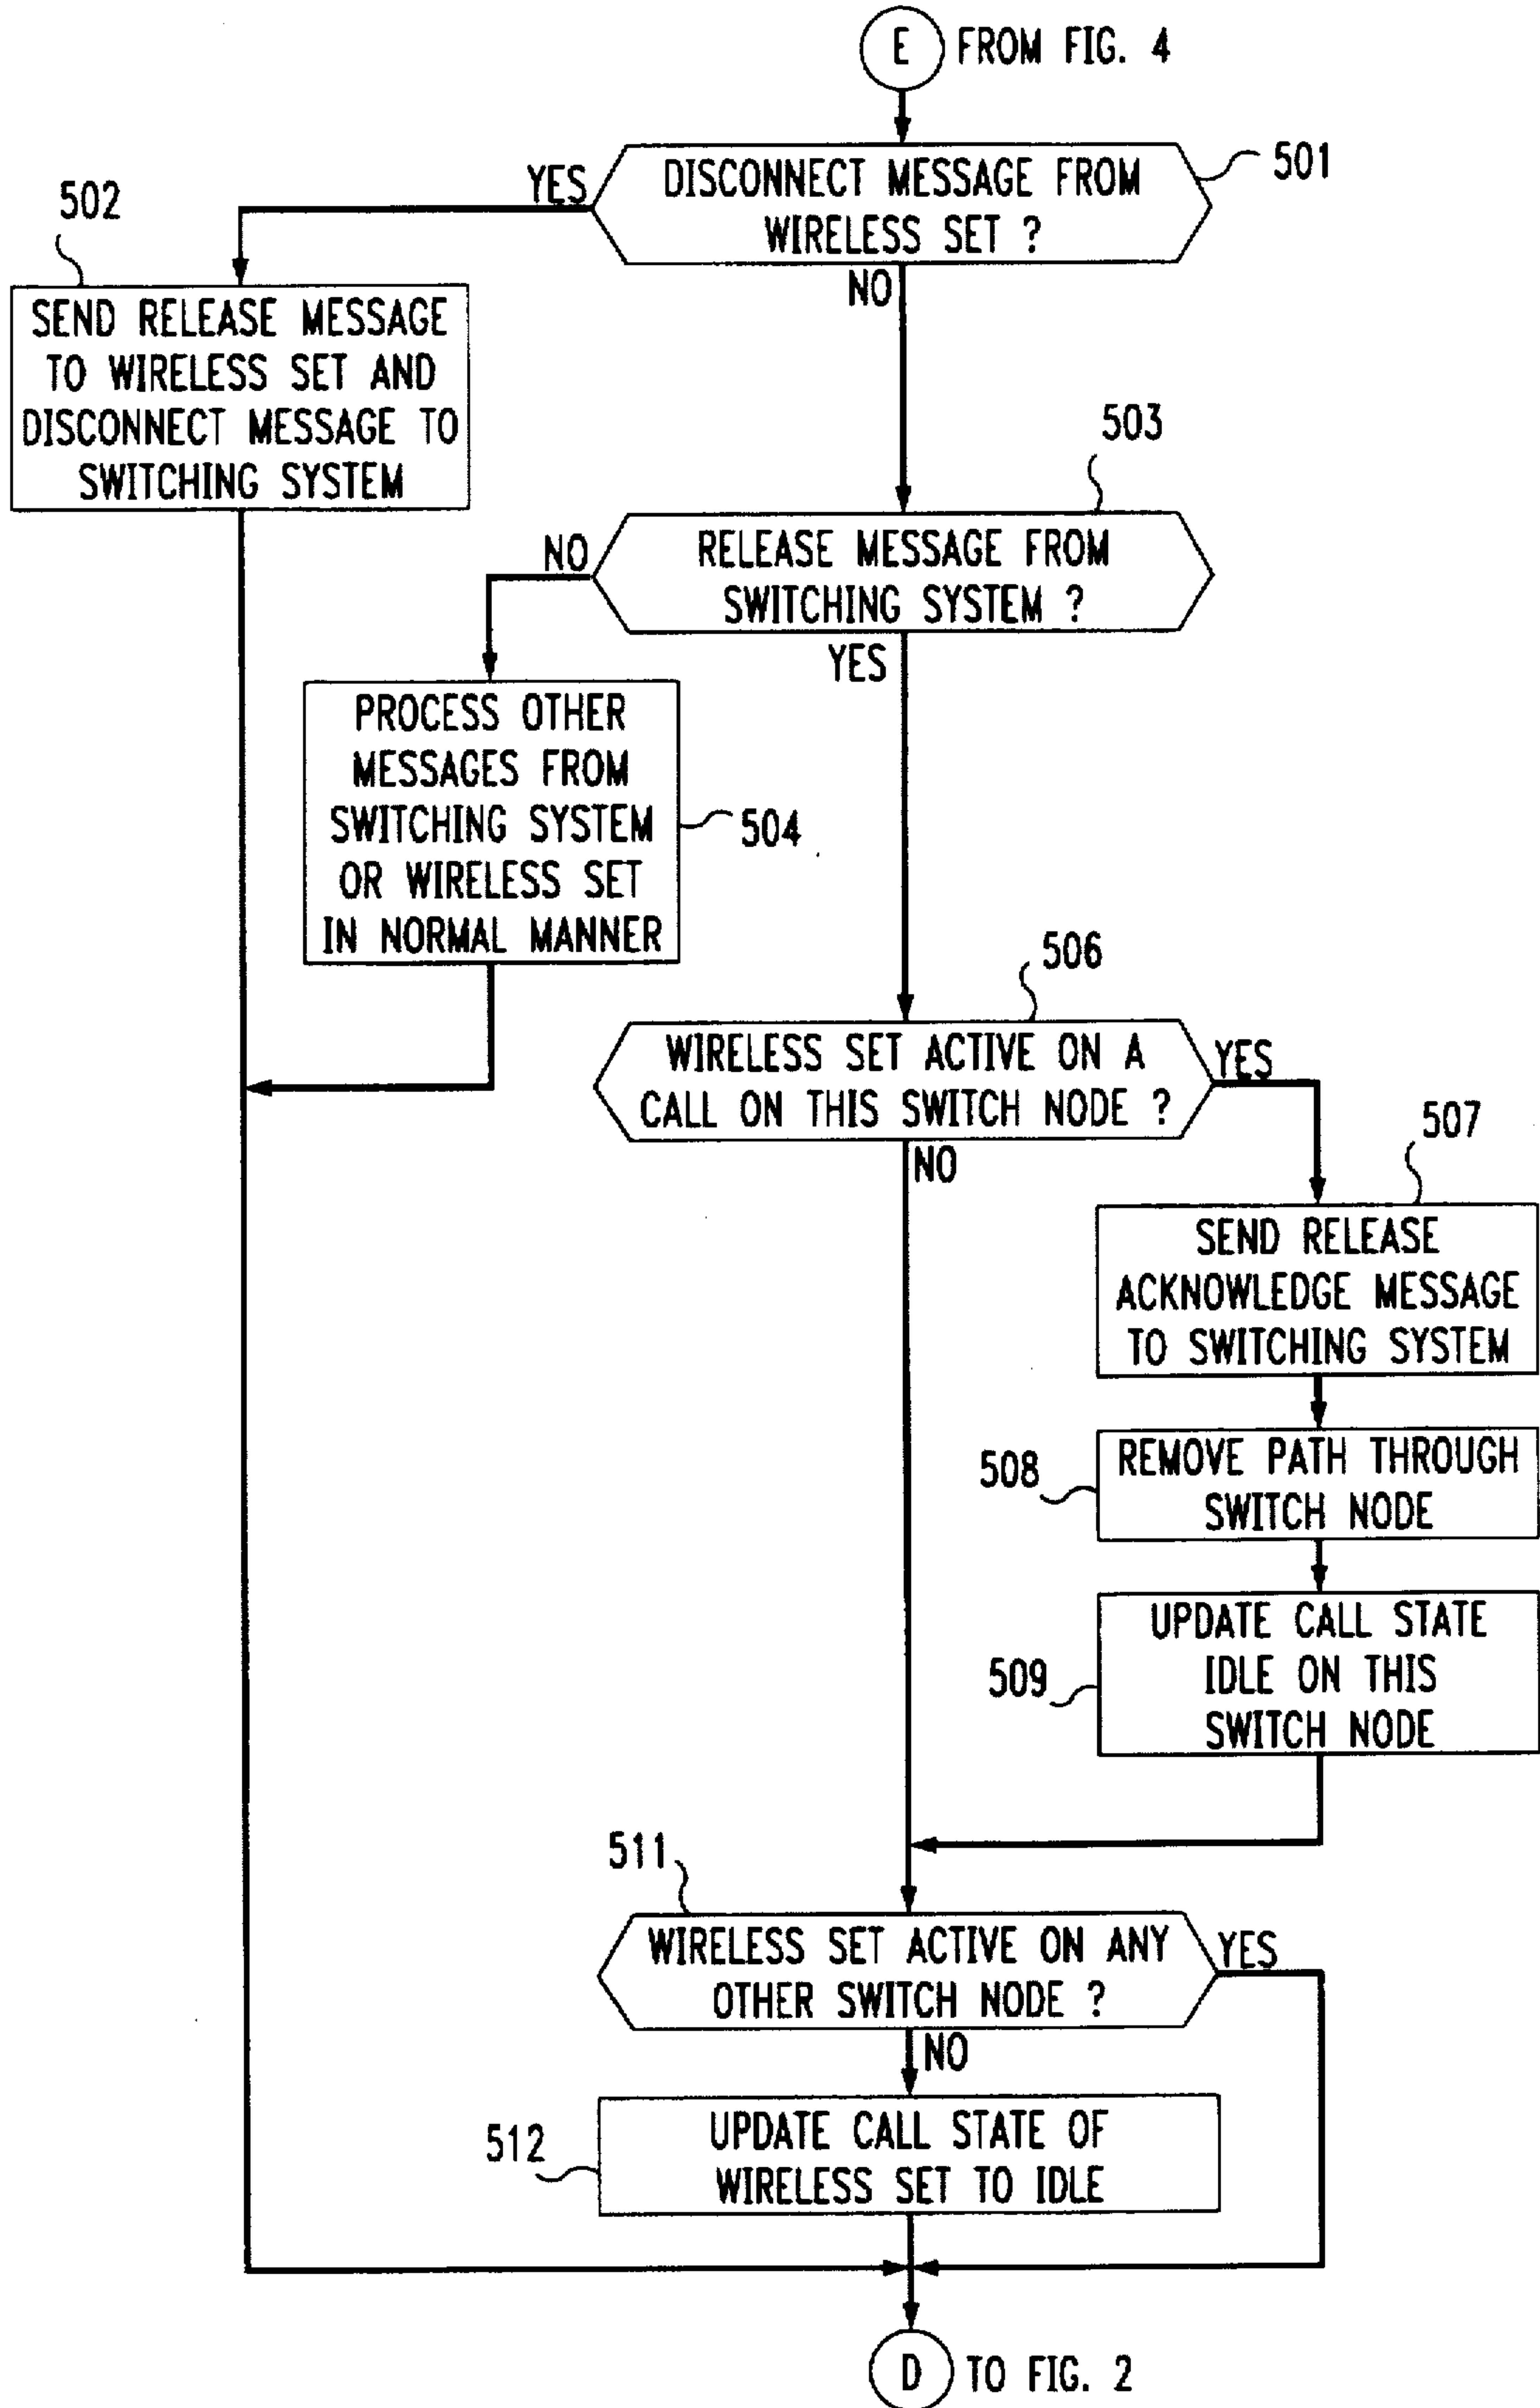 E FROM FIG. 4
501
DISCONNECT MESSAGE FROM
WIRELESS SET ?
YES
NO
502
SEND RELEASE MESSAGE
TO WIRELESS SET AND
DISCONNECT MESSAGE TO
SWITCHING SYSTEM
503
RELEASE MESSAGE FROM
SWITCHING SYSTEM ?
NO
YES
PROCESS OTHER
MESSAGES FROM
SWITCHING SYSTEM
OR WIRELESS SET
IN NORMAL MANNER
504
506
WIRELESS SET ACTIVE ON A
CALL ON THIS SWITCH NODE ?
YES
NO
507
SEND RELEASE
ACKNOWLEDGE MESSAGE
TO SWITCHING SYSTEM
508
REMOVE PATH THROUGH
SWITCH NODE
509
UPDATE CALL STATE
IDLE ON THIS
SWITCH NODE
511
WIRELESS SET ACTIVE ON ANY
OTHER SWITCH NODE ?
YES
NO
512
UPDATE CALL STATE OF
WIRELESS SET TO IDLE
D TO FIG. 2